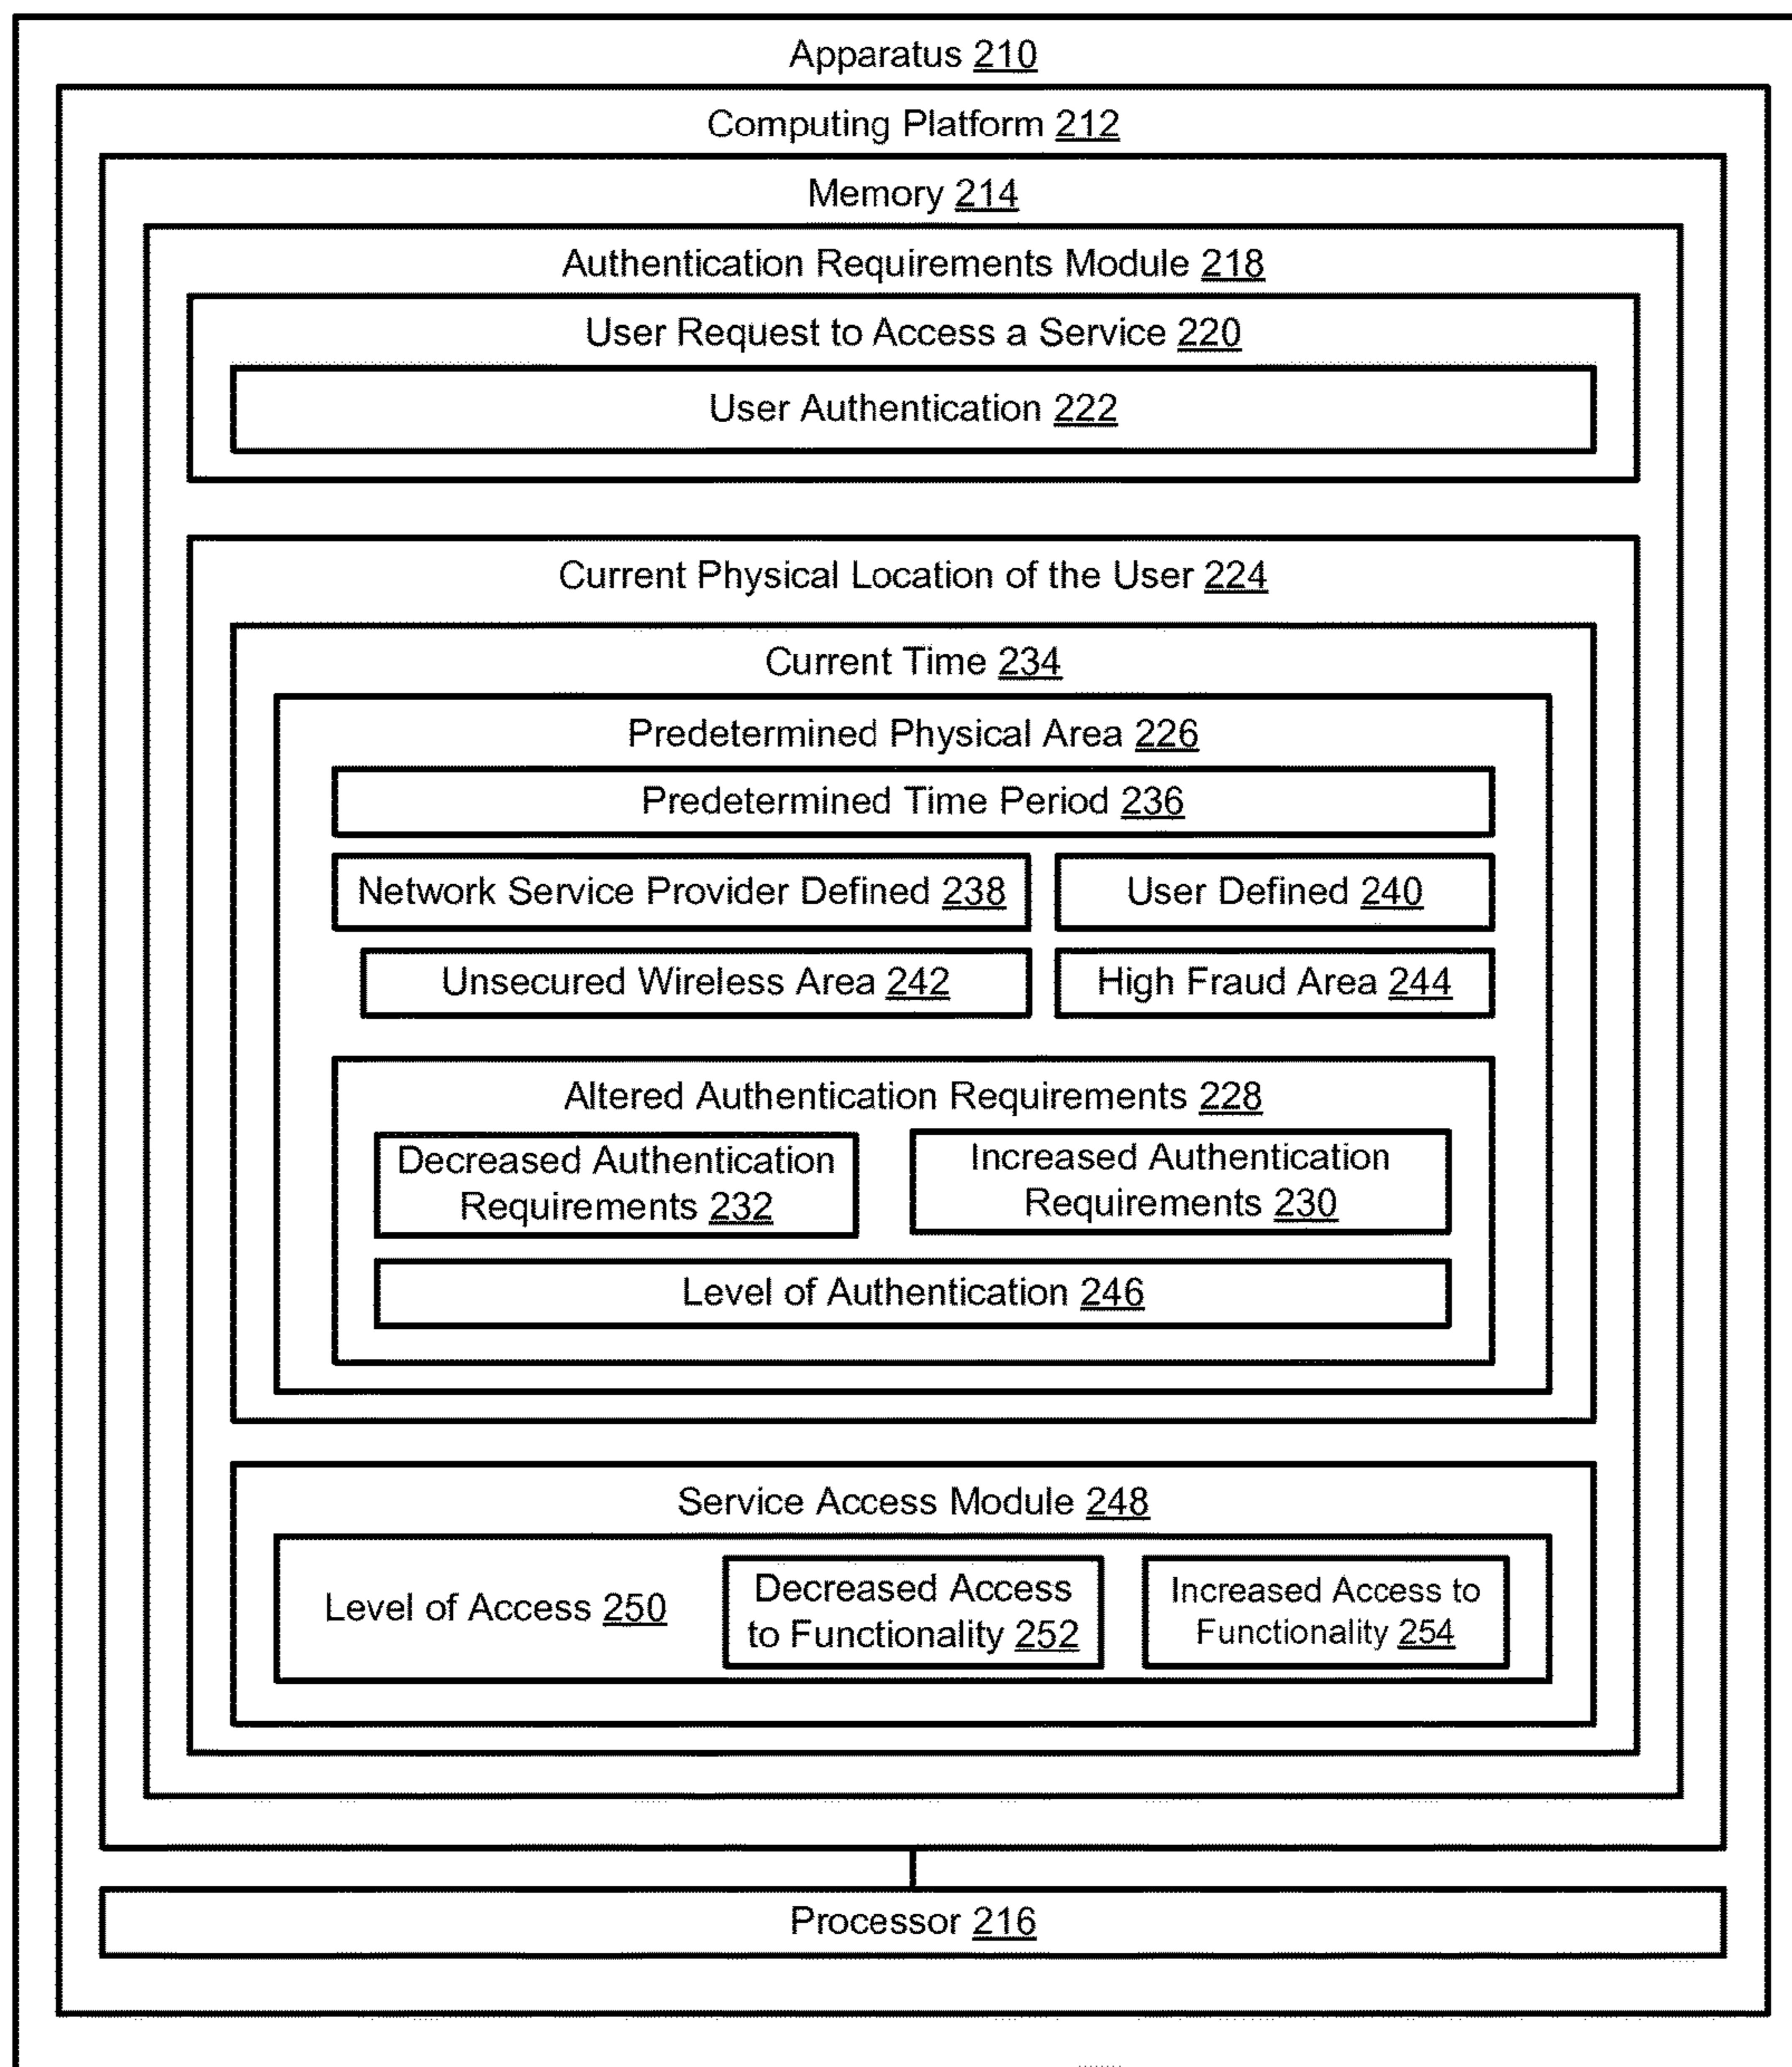 Apparatus 210
Computing Platform 212
Memory 214
Authentication Requirements Module 218
User Request to Access a Service 220
User Authentication 222
Current Physical Location of the User 224
Current Time 234
Predetermined Physical Area 226
Predetermined Time Period 236
Network Service Provider Defined 238
User Defined 240
Unsecured Wireless Area 242
High Fraud Area 244
Altered Authentication Requirements 228
Decreased Authentication
Requirements 232
Increased Authentication
Requirements 230
Level of Authentication 246
Service Access Module 248
Level of Access 250
Decreased Access
to Functionality 252
Increased Access to
Functionality 254
Processor 216